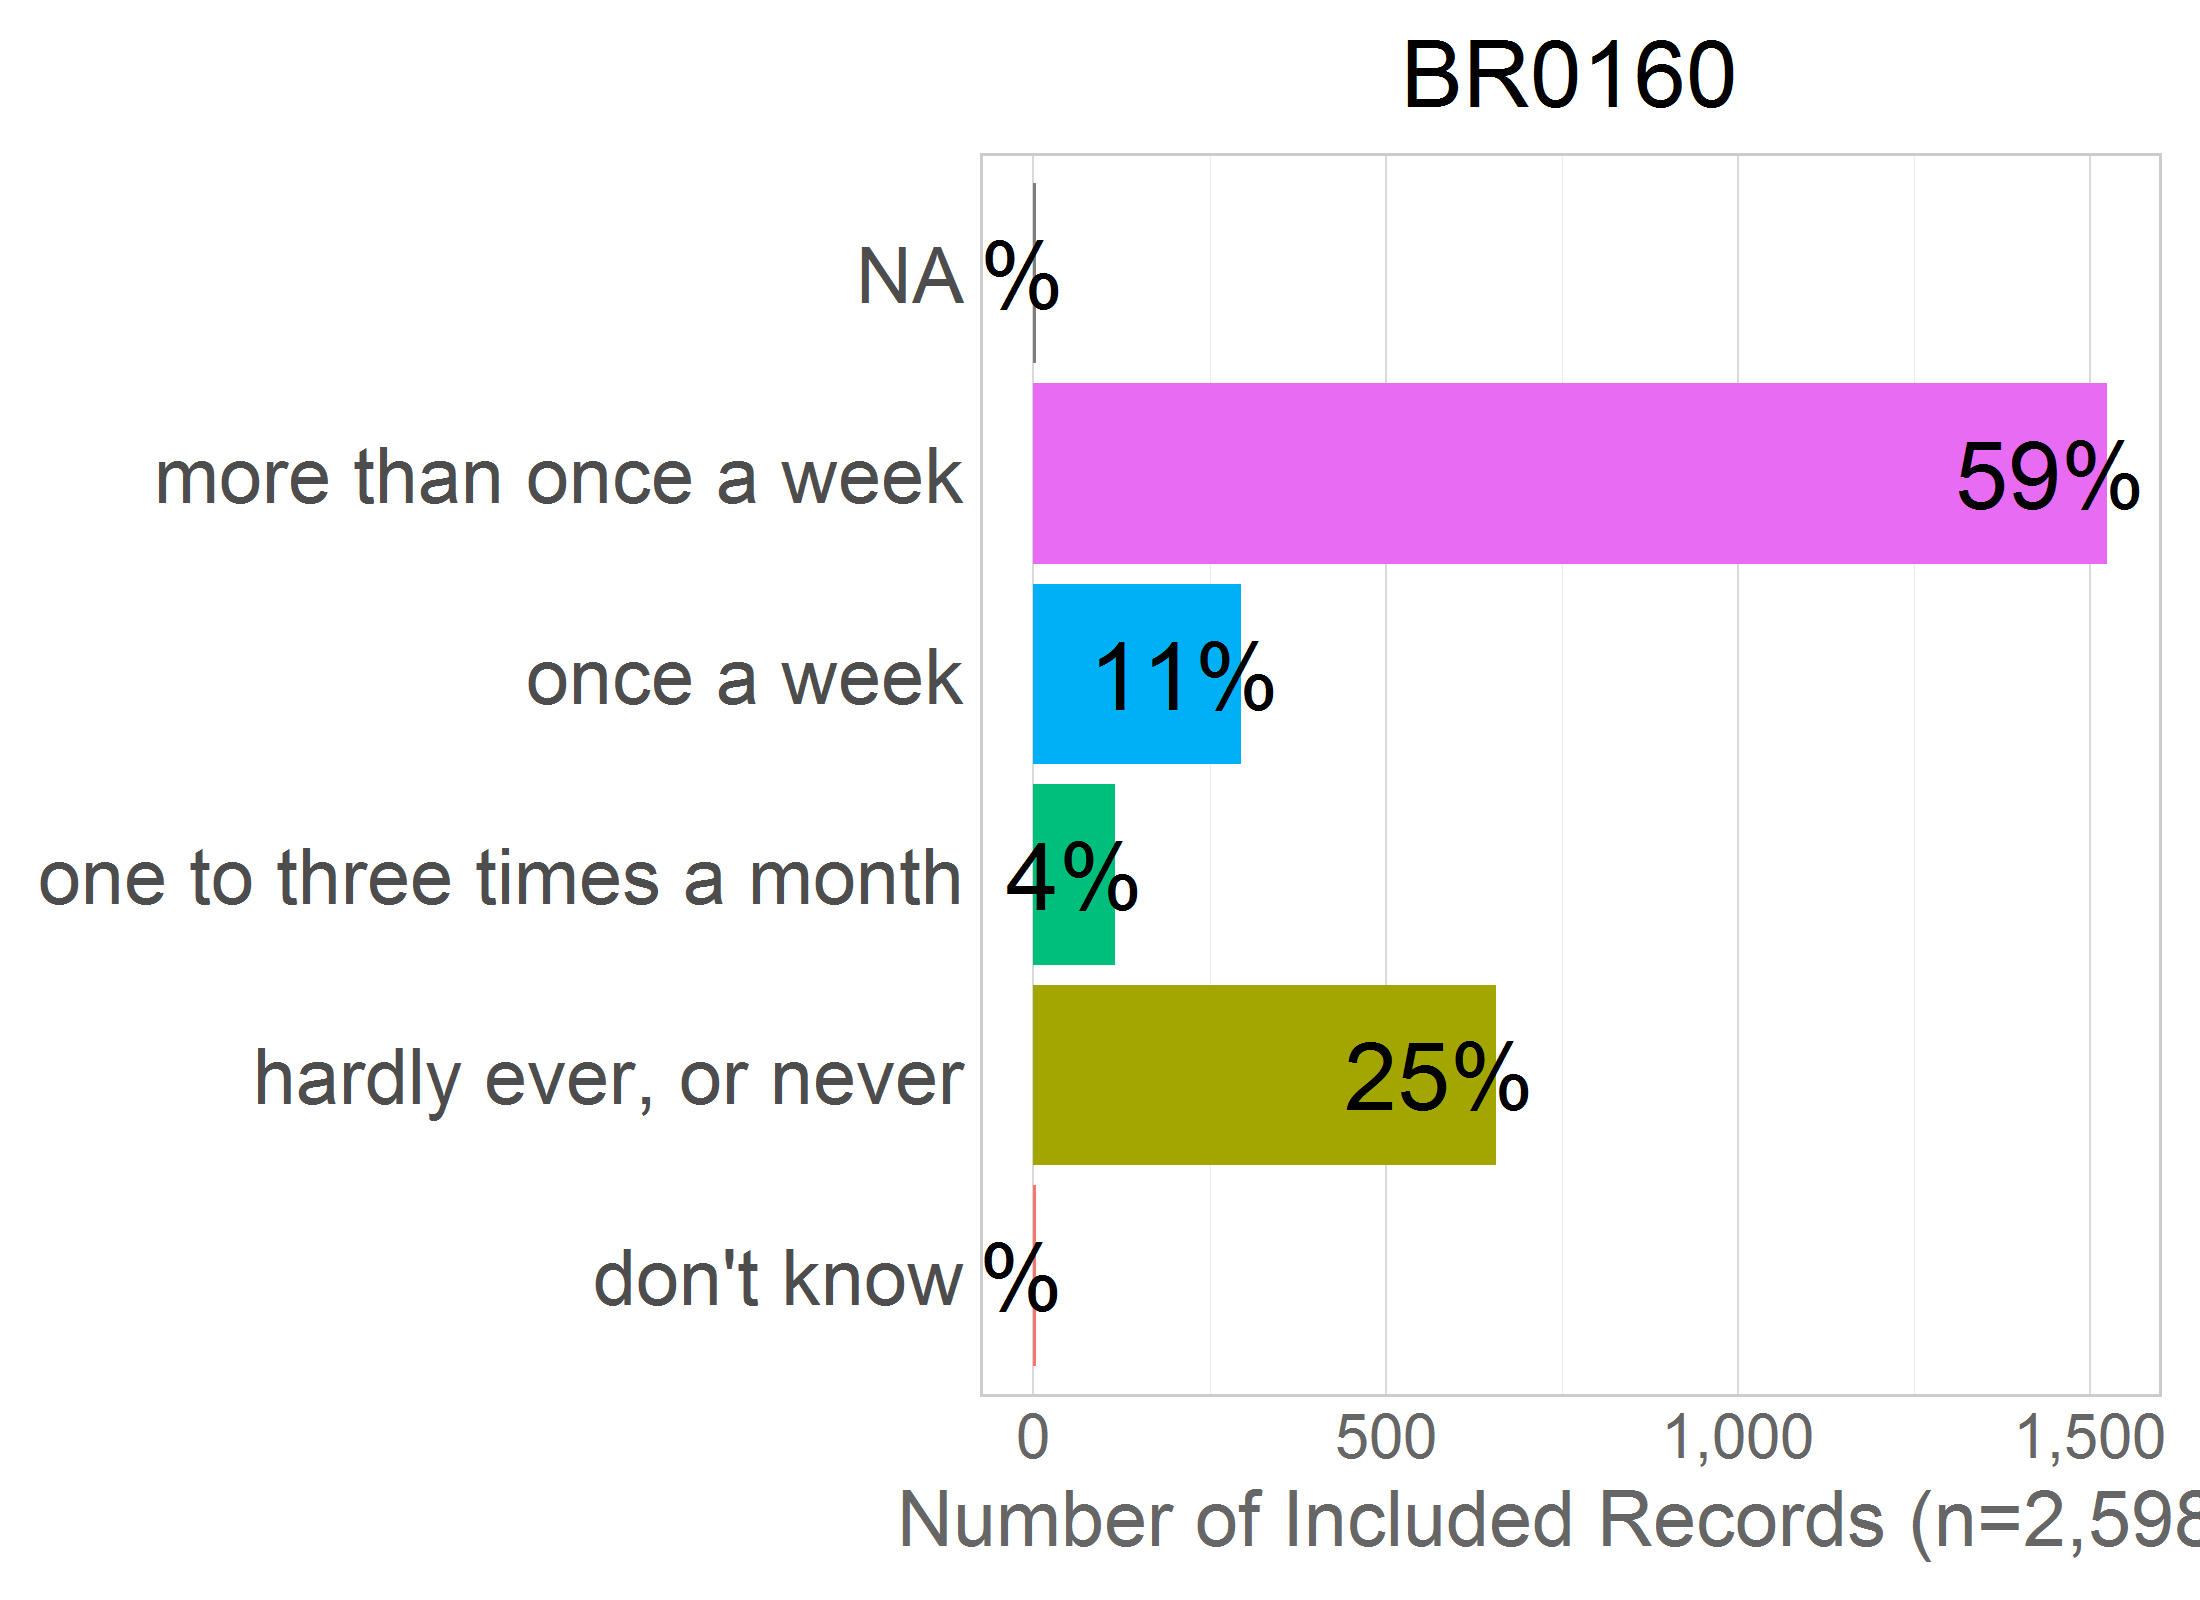 BR0160
NA %
more than once a week 59%
once a week 11%
one to three times a month 4%
hardly ever, or never 25%
don't know %
0 500 1,000 1,500
Number of Included Records (n=2,598